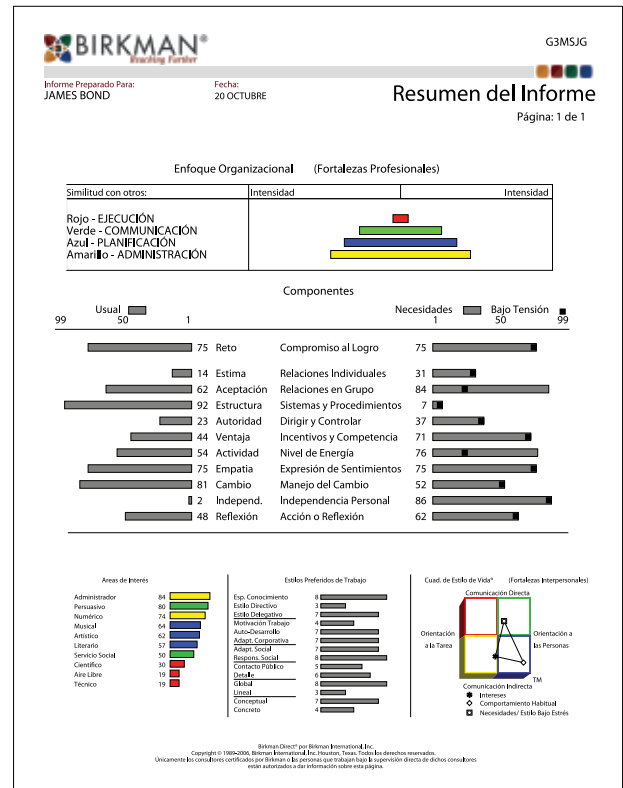 BIRKMAN®
Reaching Further
G3MSJG
Informe Preparado Para:
JAMES BOND
Fecha:
20 OCTUBRE
Resumen del Informe
Página: 1 de 1
Enfoque Organizacional (Fortalezas Profesionales)
Similitud con otros: Intensidad Intensidad
Rojo - EJECUCIÓN
Verde - COMMUNICACIÓN
Azul - PLANIFICACIÓN
Amarillo - ADMINISTRACIÓN
Componentes
Usual Necesidades Bajo Tensión
99 50 1 1 50 99
75 Reto Compromiso al Logro 75
14 Estima Relaciones Individuales 31
62 Aceptación Relaciones en Grupo 84
92 Estructura Sistemas y Procedimientos 7
23 Autoridad Dirigir y Controlar 37
44 Ventaja Incentivos y Competencia 71
54 Actividad Nivel de Energía 76
75 Empatia Expresión de Sentimientos 75
81 Cambio Manejo del Cambio 52
2 Independ. Independencia Personal 86
48 Reflexión Acción o Reflexión 62
Areas de Interés
Administrador 84
Persuasivo 80
Numérico 74
Musical 64
Artístico 62
Literario 57
Servicio Social 50
Científico 30
Aire Libre 19
Técnico 19
Estilos Preferidos de Trabajo
Esp. Conocimiento 8
Estilo Directivo 3
Estilo Delegativo 7
Motivación Trabajo 4
Auto-Desarrollo 7
Adapt. Corporativa 7
Adapt. Social 7
Respons. Social 8
Contacto Público 5
Detalle 6
Global 8
Lineal 3
Conceptual 7
Concreto 4
Cuad. de Estilo de Vida® (Fortalezas Interpersonales)
Comunicación Directa
Orientación a la Tarea
Orientación a las Personas
TM
Comunicación Indirecta
Intereses
Comportamiento Habitual
Necesidades/ Estilo Bajo Estrés
Birkman Direct® por Birkman International, Inc.
Copyright © 1989-2006, Birkman International, Inc. Houston, Texas. Todos los derechos reservados.
Únicamente los consultores certificados por Birkman o las personas que trabajan bajo la supervisión directa de dichos consultores
están autorizados a dar información sobre esta página.